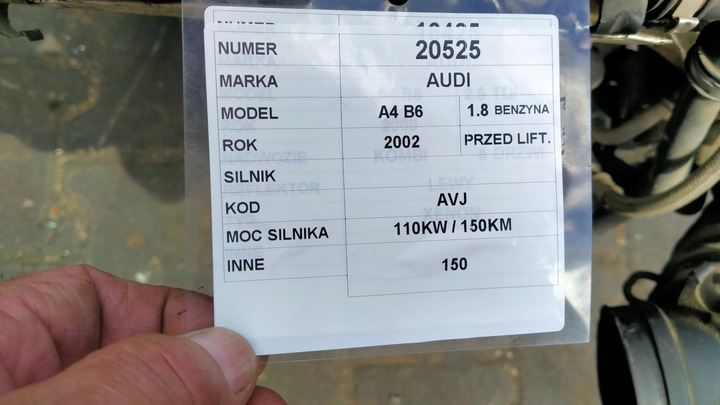 NUMER 20525
MARKA AUDI
MODEL A4 B6 1.8 BENZYNA
ROK 2002 PRZED LIFT.
SILNIK
KOD AVJ
MOC SILNIKA 110KW / 150KM
INNE 150